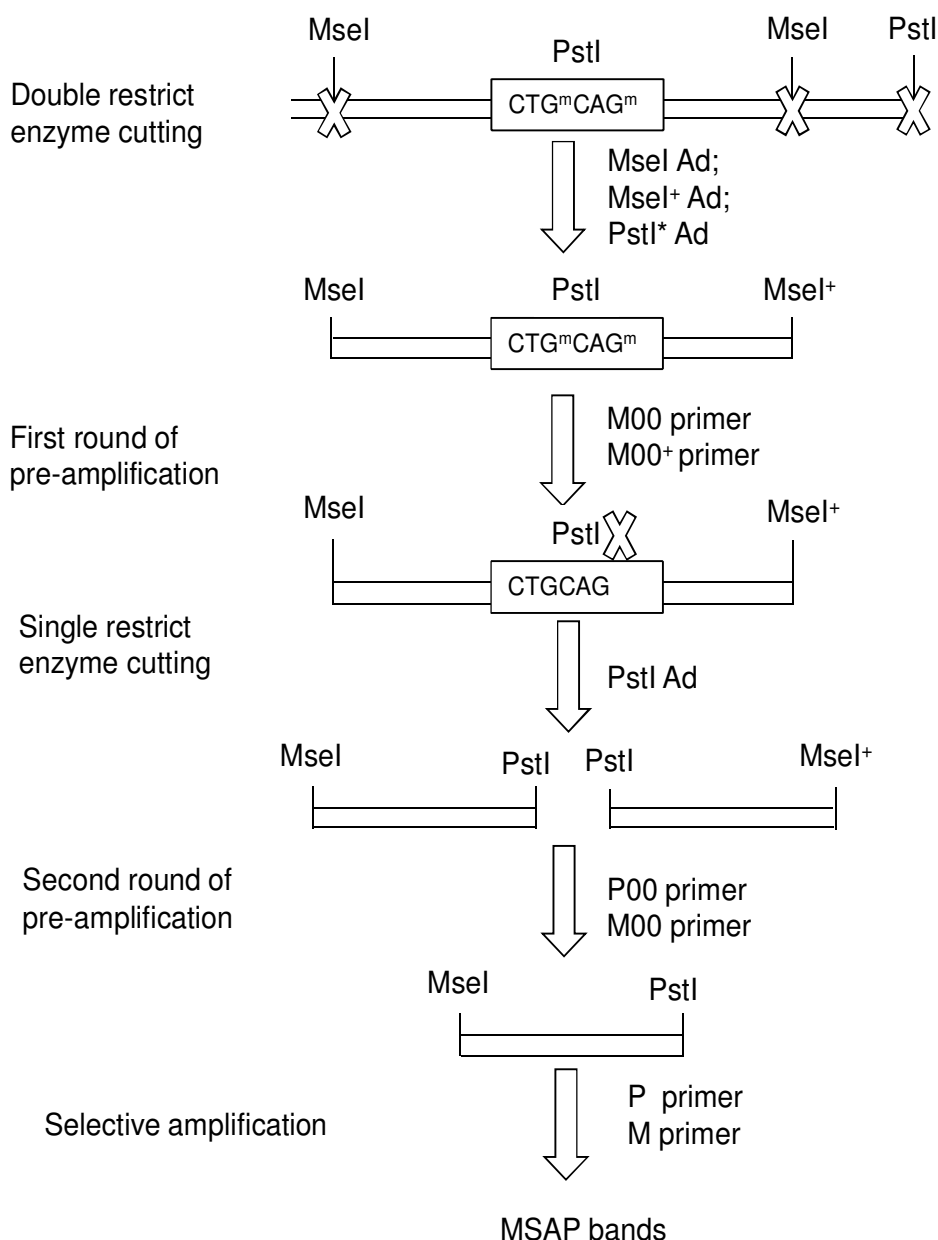 MseI
MseI
PstI
PstI
Double restrict
enzyme cutting
CTGᵐCAGᵐ
MseI Ad;
MseI⁺ Ad;
PstI* Ad
MseI
PstI
MseI⁺
CTGᵐCAGᵐ
First round of
pre-amplification
M00 primer
M00⁺ primer
MseI
PstI
MseI⁺
CTGCAG
Single restrict
enzyme cutting
PstI Ad
MseI
PstI
PstI
MseI⁺
Second round of
pre-amplification
P00 primer
M00 primer
MseI
PstI
Selective amplification
P primer
M primer
MSAP bands